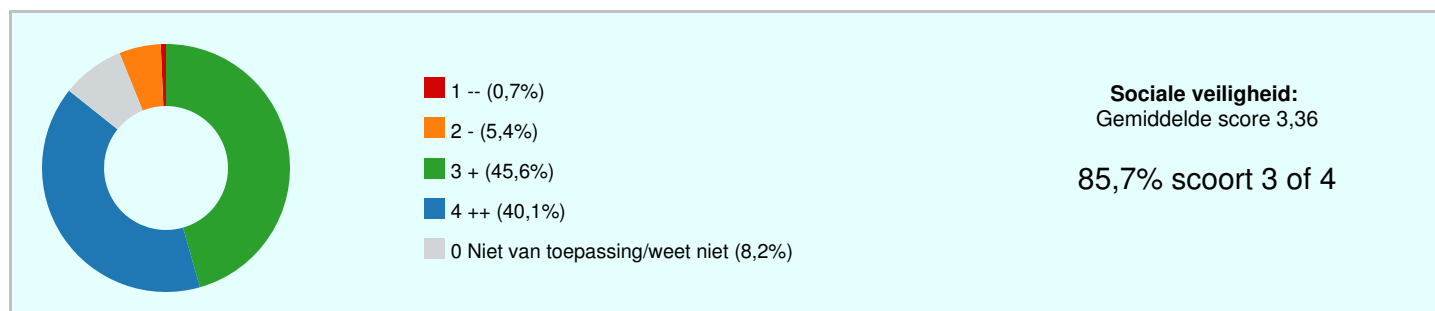 1 -- (0,7%)
2 - (5,4%)
3 + (45,6%)
4 ++ (40,1%)
0 Niet van toepassing/weet niet (8,2%)
Sociale veiligheid:
Gemiddelde score 3,36
85,7% scoort 3 of 4